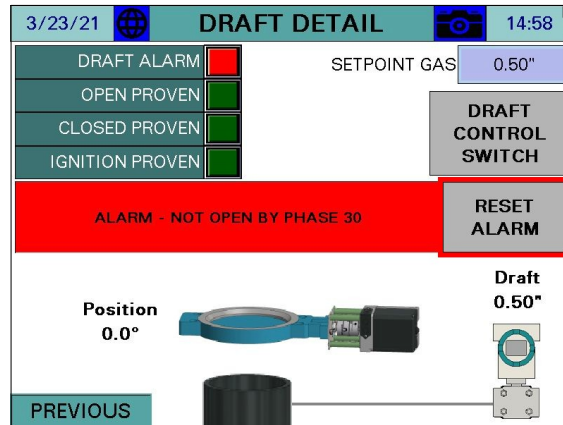 3/23/21 DRAFT DETAIL 14:58
DRAFT ALARM
SETPOINT GAS 0.50"
OPEN PROVEN
CLOSED PROVEN
IGNITION PROVEN
DRAFT
CONTROL
SWITCH
ALARM - NOT OPEN BY PHASE 30
RESET
ALARM
Position
0.0°
Draft
0.50"
PREVIOUS